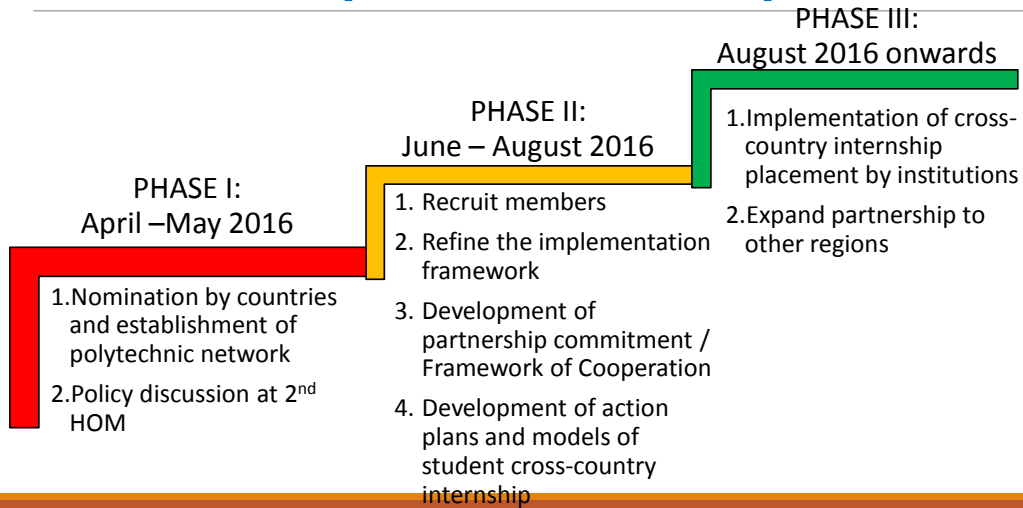 PHASE I:
April –May 2016
1.Nomination by countries
and establishment of
polytechnic network
2.Policy discussion at 2nd
HOM
PHASE II:
June – August 2016
1. Recruit members
2. Refine the implementation
framework
3. Development of
partnership commitment /
Framework of Cooperation
4. Development of action
plans and models of
student cross-country
internship
PHASE III:
August 2016 onwards
1.Implementation of cross-
country internship
placement by institutions
2.Expand partnership to
other regions